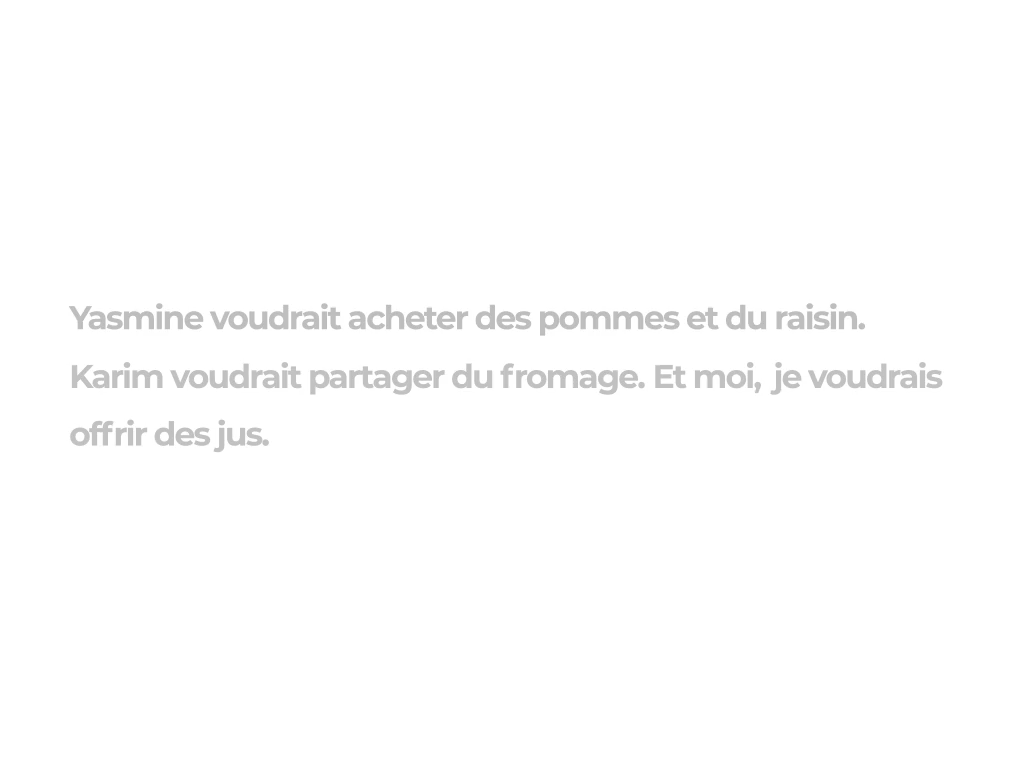 Yasmine voudrait acheter des pommes et du raisin.
Karim voudrait partager du fromage. Et moi, je voudrais
offrir des jus.